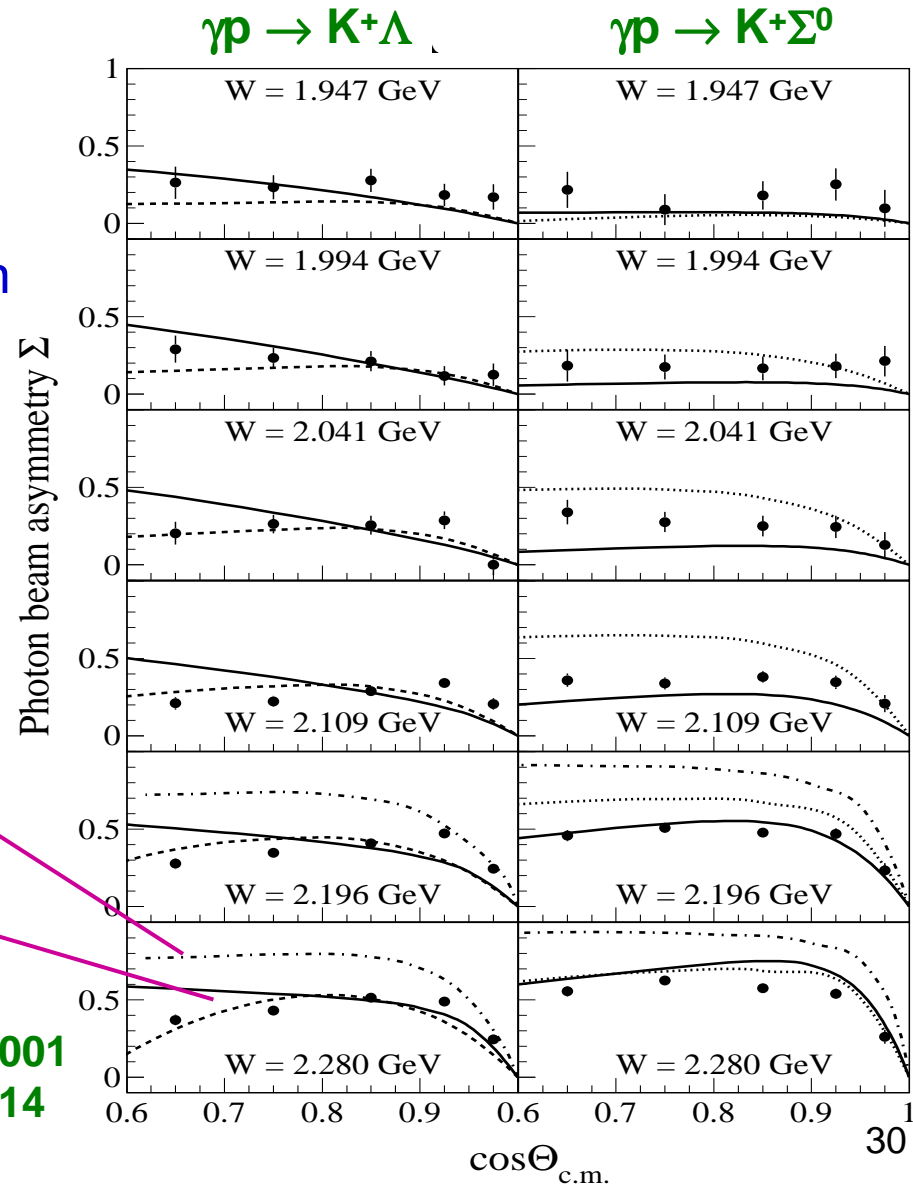 γp → K⁺Λ
γp → K⁺Σ⁰
1
W = 1.947 GeV
W = 1.947 GeV
0.5
0
n
W = 1.994 GeV
W = 1.994 GeV
0.5
0
Photon beam asymmetry Σ
W = 2.041 GeV
W = 2.041 GeV
0.5
0
0.5
W = 2.109 GeV
W = 2.109 GeV
0
0.5
W = 2.196 GeV
W = 2.196 GeV
0
0.5
001
W = 2.280 GeV
W = 2.280 GeV
0
14
0.6 0.7 0.8 0.9 0.6 0.7 0.8 0.9 1
cosΘc.m.
30